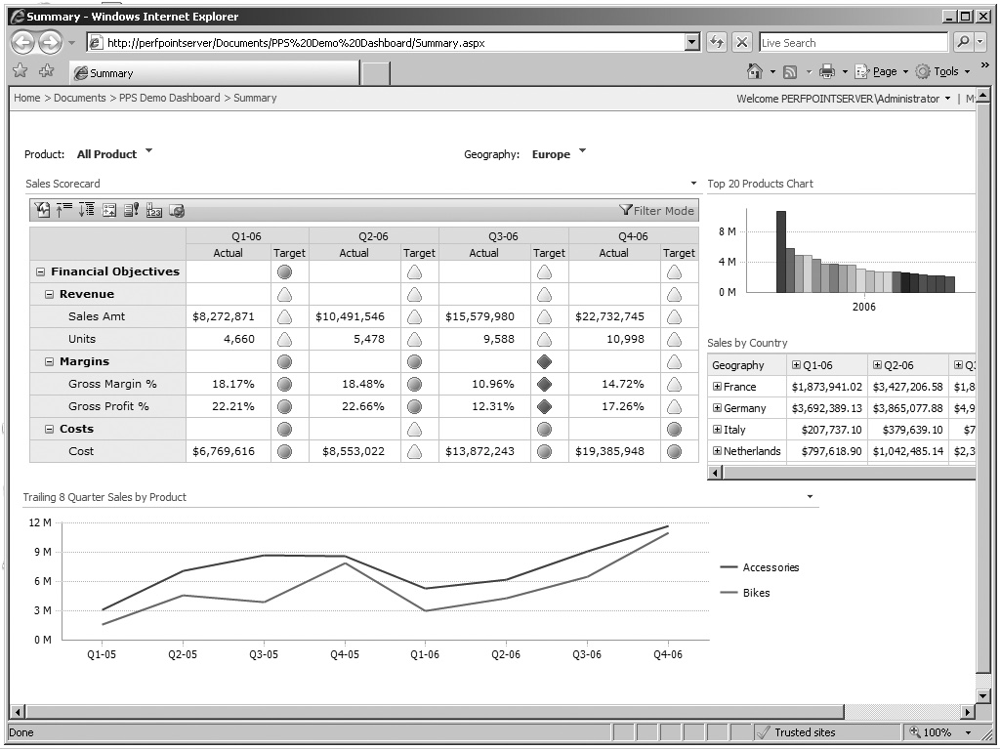 Summary - Windows Internet Explorer
http://perfpointserver/Documents/PPS%20Demo%20Dashboard/Summary.aspx
Live Search
Summary
Page Tools »
Home > Documents > PPS Demo Dashboard > Summary
Welcome PERFPOINTSERVER\Administrator |
Product: All Product
Geography: Europe
Sales Scorecard
Filter Mode
Q1-06 Q2-06 Q3-06 Q4-06
Actual Target Actual Target Actual Target Actual Target
Financial Objectives
Revenue
Sales Amt $8,272,871 $10,491,546 $15,579,980 $22,732,745
Units 4,660 5,478 9,588 10,998
Margins
Gross Margin % 18.17% 18.48% 10.96% 14.72%
Gross Profit % 22.21% 22.66% 12.31% 17.26%
Costs
Cost $6,769,616 $8,553,022 $13,872,243 $19,385,948
Top 20 Products Chart
8 M
4 M
0 M
2006
Sales by Country
Geography Q1-06 Q2-06
France $1,873,941.02 $3,427,206.58 $1,8
Germany $3,692,389.13 $3,865,077.88 $4,9
Italy $207,737.10 $379,639.10 $7
Netherlands $797,618.90 $1,042,485.14 $2,3
Trailing 8 Quarter Sales by Product
12 M
9 M
6 M
3 M
0 M
Q1-05 Q2-05 Q3-05 Q4-05 Q1-06 Q2-06 Q3-06 Q4-06
Accessories
Bikes
Done
Trusted sites
100%